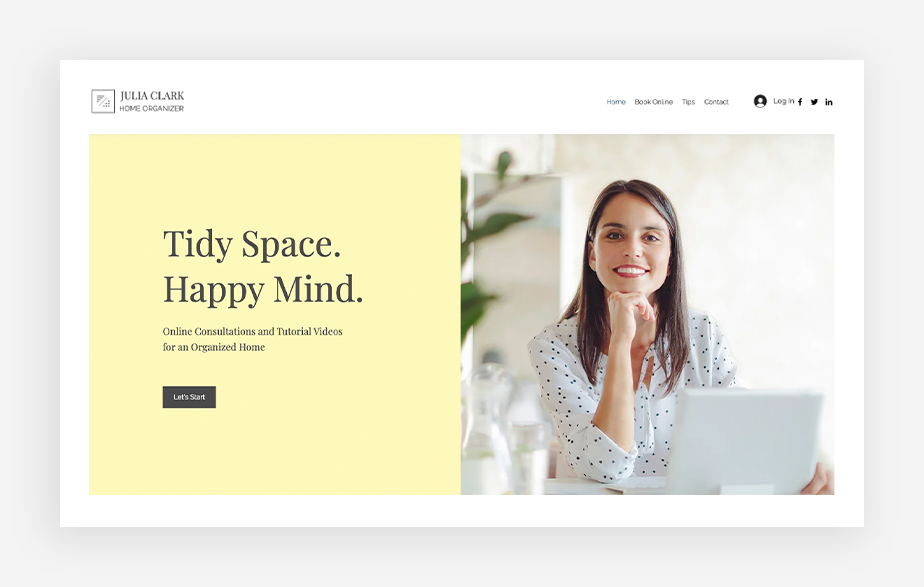 JULIA CLARK
HOME ORGANIZER
Home Book Online Tips Contact Log In
Tidy Space.
Happy Mind.
Online Consultations and Tutorial Videos
for an Organized Home
Let's Start